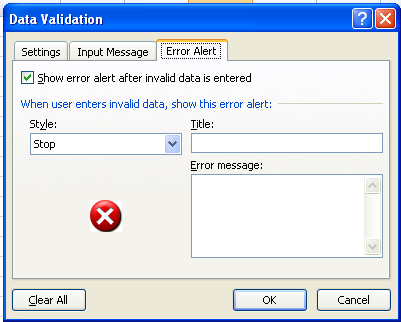 Data Validation
Settings Input Message Error Alert
Show error alert after invalid data is entered
When user enters invalid data, show this error alert:
Style: Title:
Stop
Error message:
Clear All OK Cancel